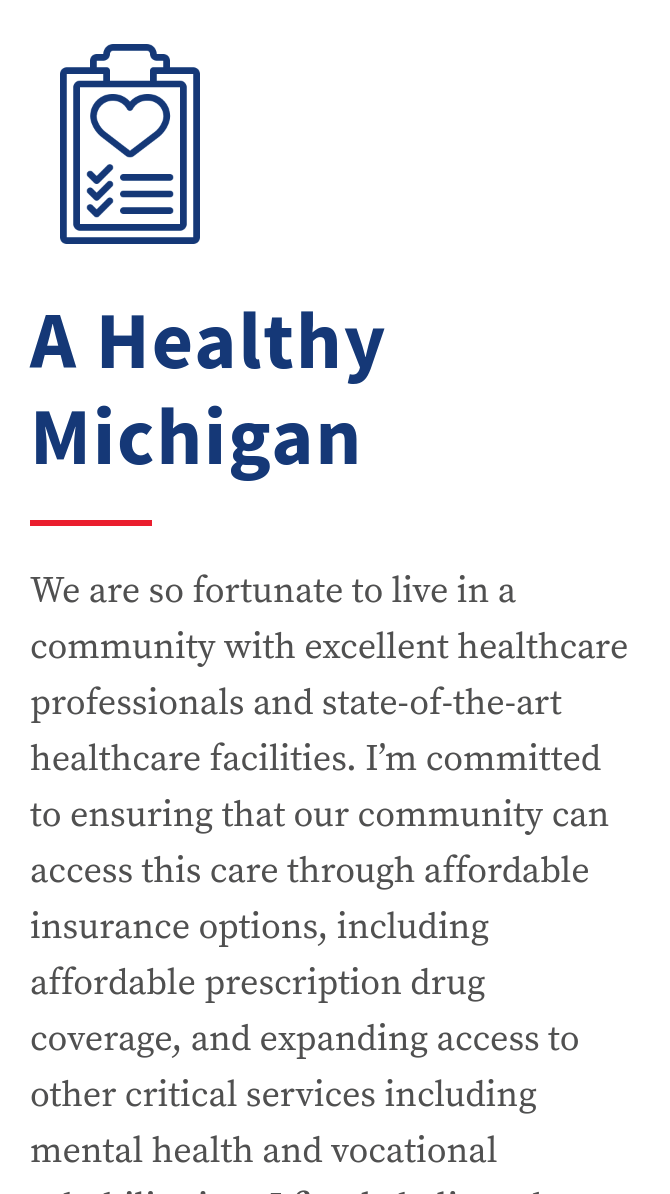 A Healthy
Michigan
We are so fortunate to live in a
community with excellent healthcare
professionals and state-of-the-art
healthcare facilities. I’m committed
to ensuring that our community can
access this care through affordable
insurance options, including
affordable prescription drug
coverage, and expanding access to
other critical services including
mental health and vocational